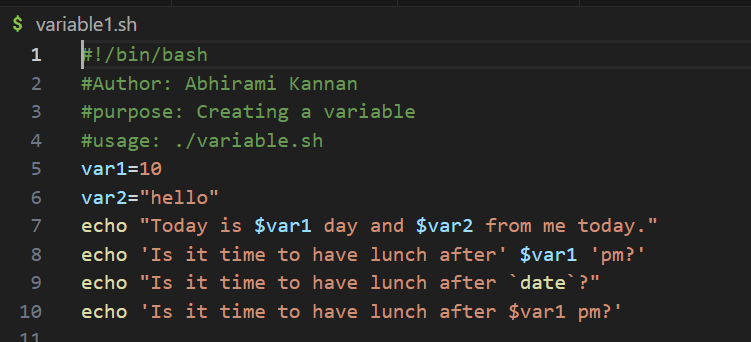 $ variable1.sh
1 #!/bin/bash
2 #Author: Abhirami Kannan
3 #purpose: Creating a variable
4 #usage: ./variable.sh
5 var1=10
6 var2="hello"
7 echo "Today is $var1 day and $var2 from me today."
8 echo 'Is it time to have lunch after' $var1 'pm?'
9 echo "Is it time to have lunch after `date`?"
10 echo 'Is it time to have lunch after $var1 pm?'
11